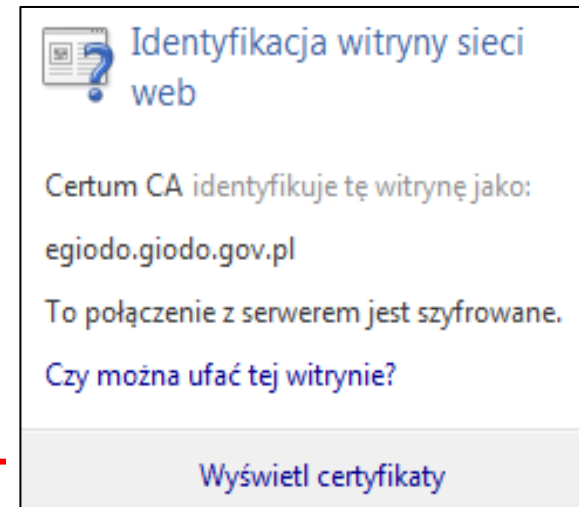 Identyfikacja witryny sieci
web
Certum CA identyfikuje tę witrynę jako:
egiodo.giodo.gov.pl
To połączenie z serwerem jest szyfrowane.
Czy można ufać tej witrynie?
Wyświetl certyfikaty